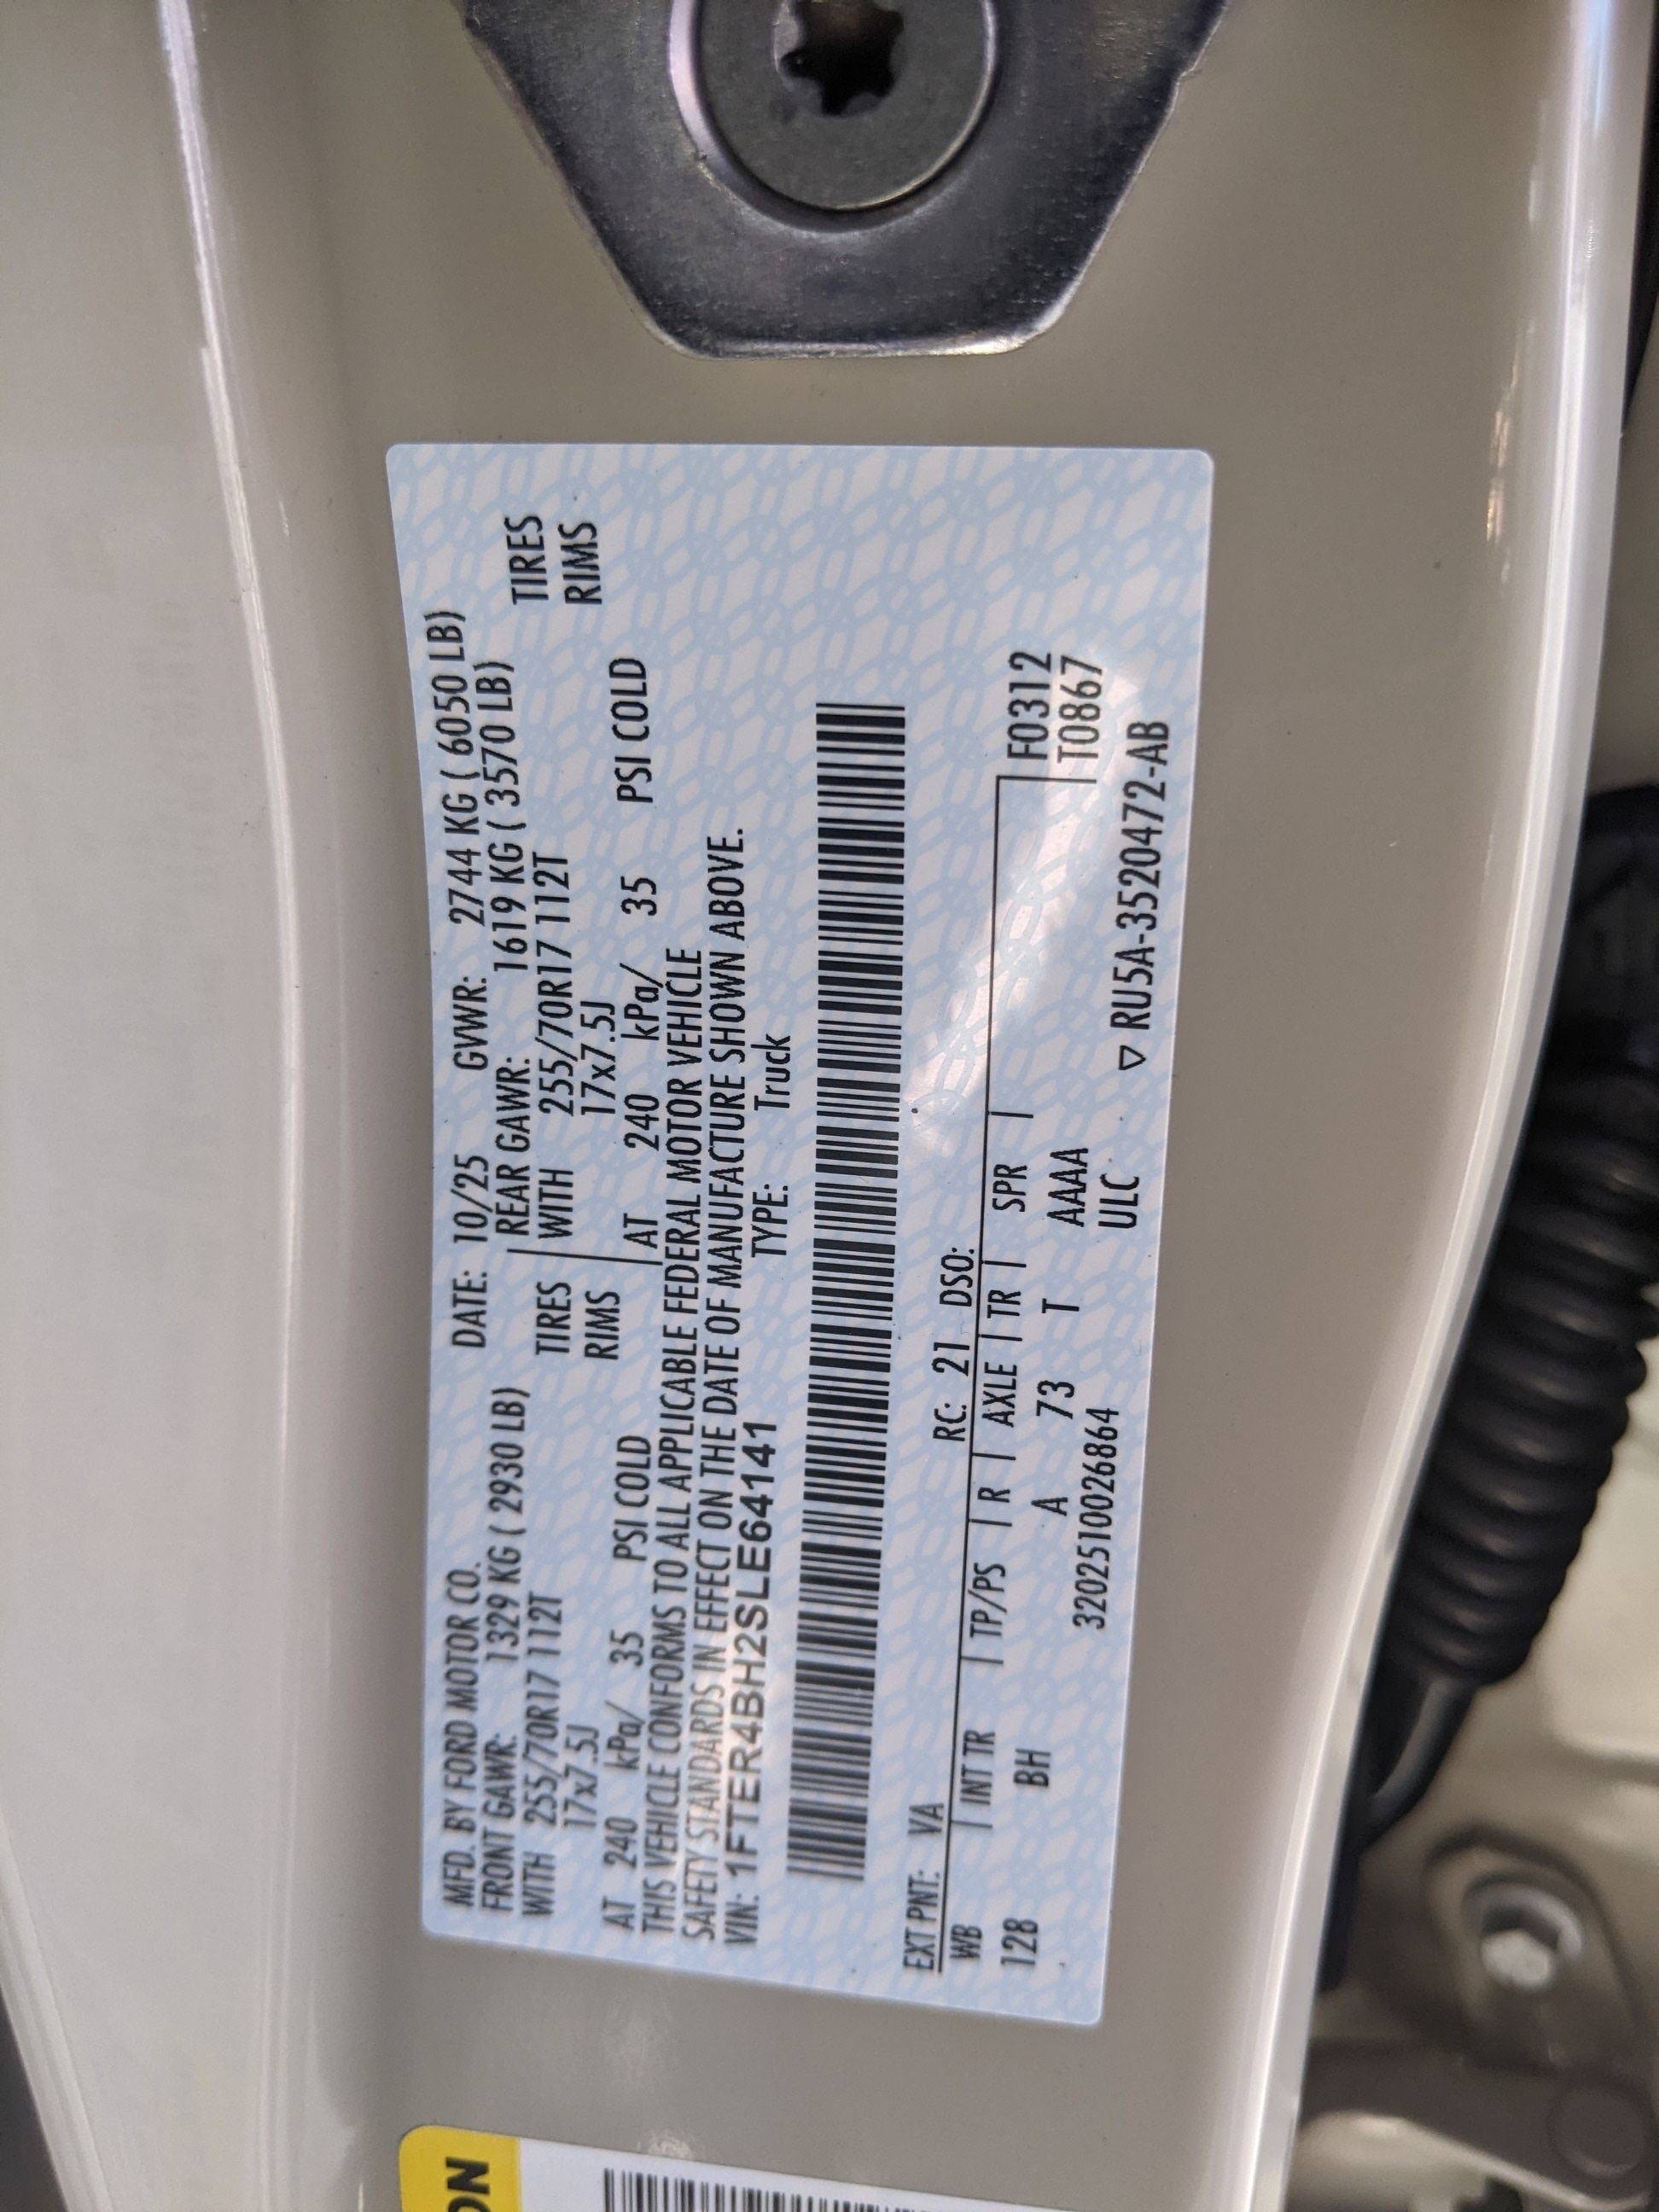 MFD. BY FORD MOTOR CO. DATE: 10/25 GVWR: 2744 KG ( 6050 LB)
FRONT GAWR: 1329 KG ( 2930 LB) REAR GAWR: 1619 KG ( 3570 LB)
WITH 255/70R17 112T TIRES WITH 255/70R17 112T TIRES
17x7.5J RIMS 17x7.5J RIMS
AT 240 kPa/ 35 PSI COLD AT 240 kPa/ 35 PSI COLD
THIS VEHICLE CONFORMS TO ALL APPLICABLE FEDERAL MOTOR VEHICLE
SAFETY STANDARDS IN EFFECT ON THE DATE OF MANUFACTURE SHOWN ABOVE.
VIN: 1FTER4BH2SLE64141 TYPE: Truck
EXT PNT: VA RC: 21 DSO:
WB | INT TR | TP/PS | R | AXLE | TR | SPR | F0312
128 BH A 73 T AAAA T0867
3202510026864 ULC
▽ RU5A-3520472-AB
ON